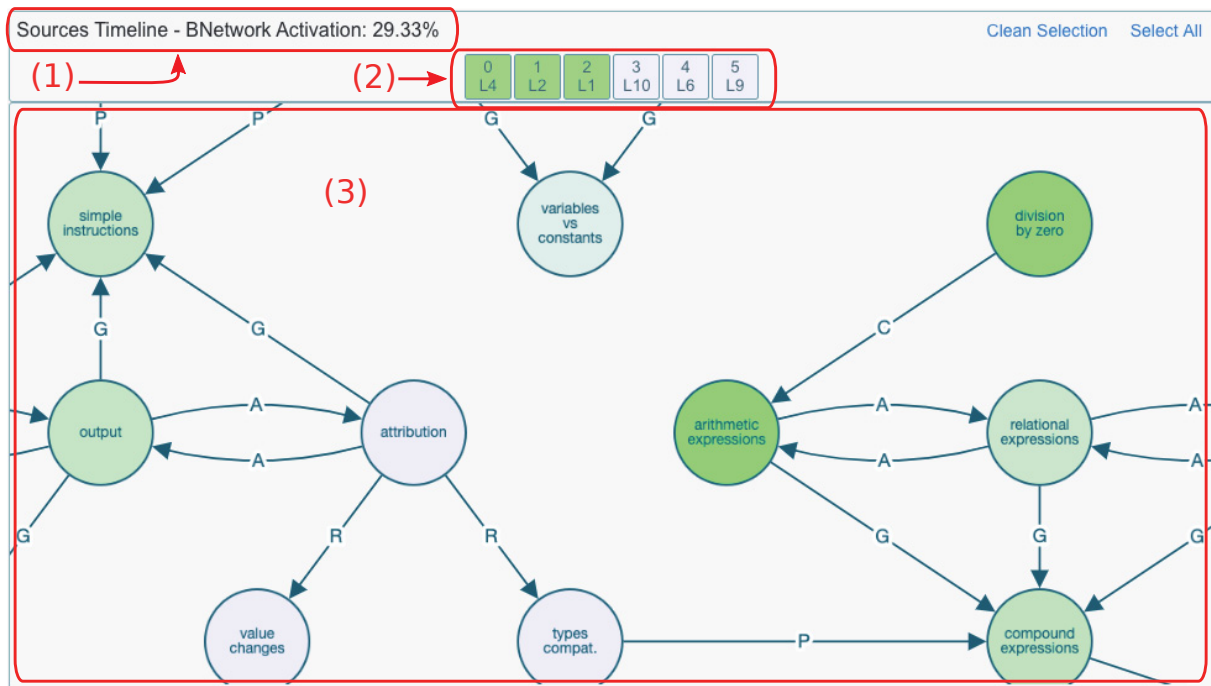 Sources Timeline - BNetwork Activation: 29.33%
Clean Selection Select All
(1)
(2)
0 1 2 3 4 5
L4 L2 L1 L10 L6 L9
P P G G
(3)
simple
instructions
variables
vs
constants
division
by zero
G G C
output
A
A
attribution
arithmetic
expressions
A
A
relational
expressions
A
A
G R R G G G
value
changes
types
compat.
P
compound
expressions